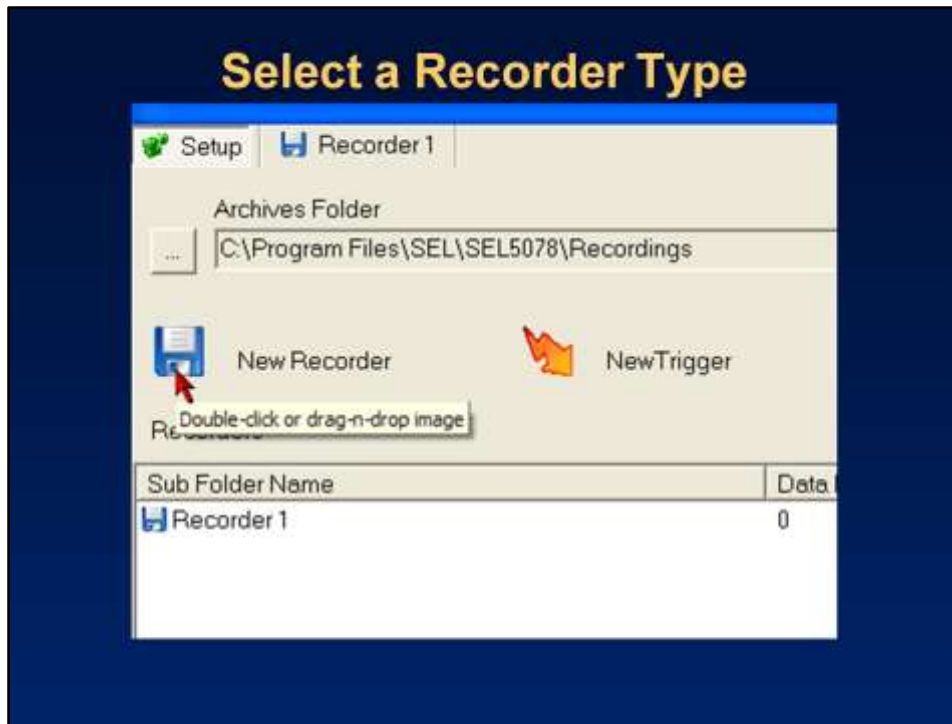 Select a Recorder Type
Setup Recorder 1
Archives Folder
... C:\Program Files\SEL\SEL5078\Recordings
New Recorder NewTrigger
Double-click or drag-n-drop image
Sub Folder Name Data
Recorder 1 0